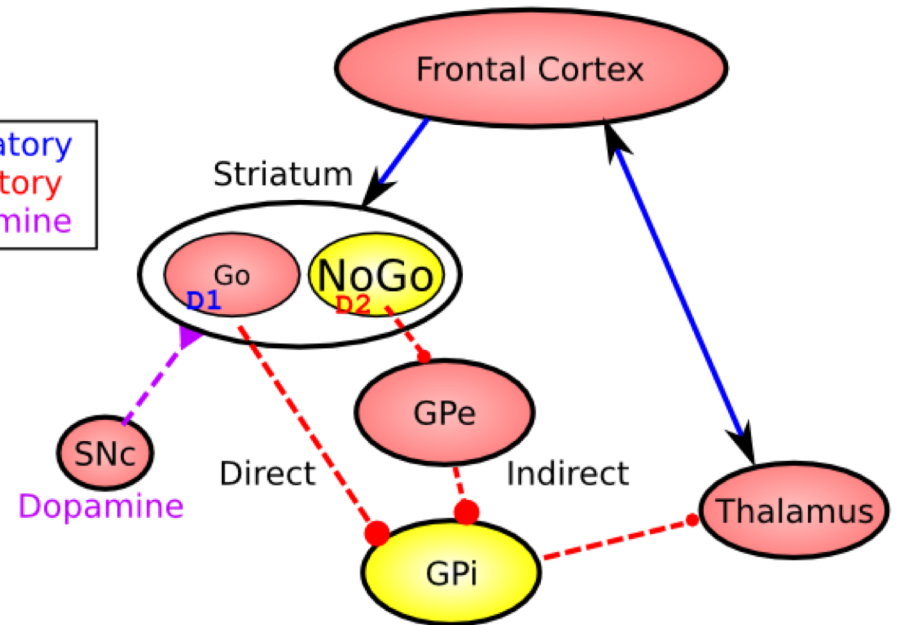 Frontal Cortex
atory
tory
mine
Striatum
Go
NoGo
D1
D2
GPe
SNc
Direct
Indirect
Dopamine
Thalamus
GPi